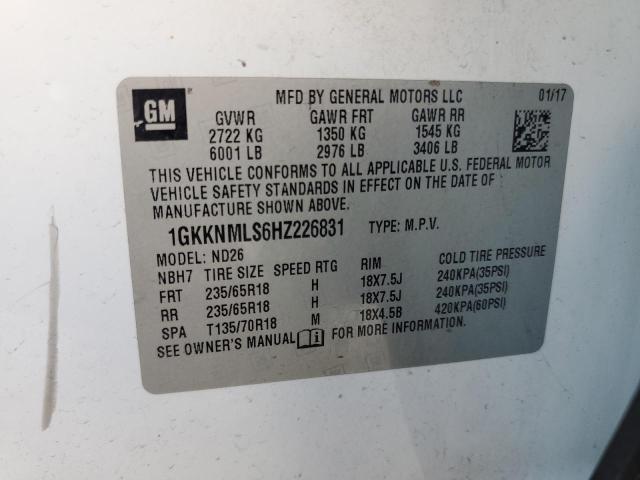 GM
MFD BY GENERAL MOTORS LLC 01/17
GVWR GAWR FRT GAWR RR
2722 KG 1350 KG 1545 KG
6001 LB 2976 LB 3406 LB
THIS VEHICLE CONFORMS TO ALL APPLICABLE U.S. FEDERAL MOTOR
VEHICLE SAFETY STANDARDS IN EFFECT ON THE DATE OF
MANUFACTURE SHOWN ABOVE.
1GKKNMLS6HZ226831 TYPE: M.P.V.
MODEL: ND26
NBH7 TIRE SIZE SPEED RTG RIM COLD TIRE PRESSURE
FRT 235/65R18 H 18X7.5J 240KPA(35PSI)
RR 235/65R18 H 18X7.5J 240KPA(35PSI)
SPA T135/70R18 M 18X4.5B 420KPA(60PSI)
SEE OWNER'S MANUAL FOR MORE INFORMATION.